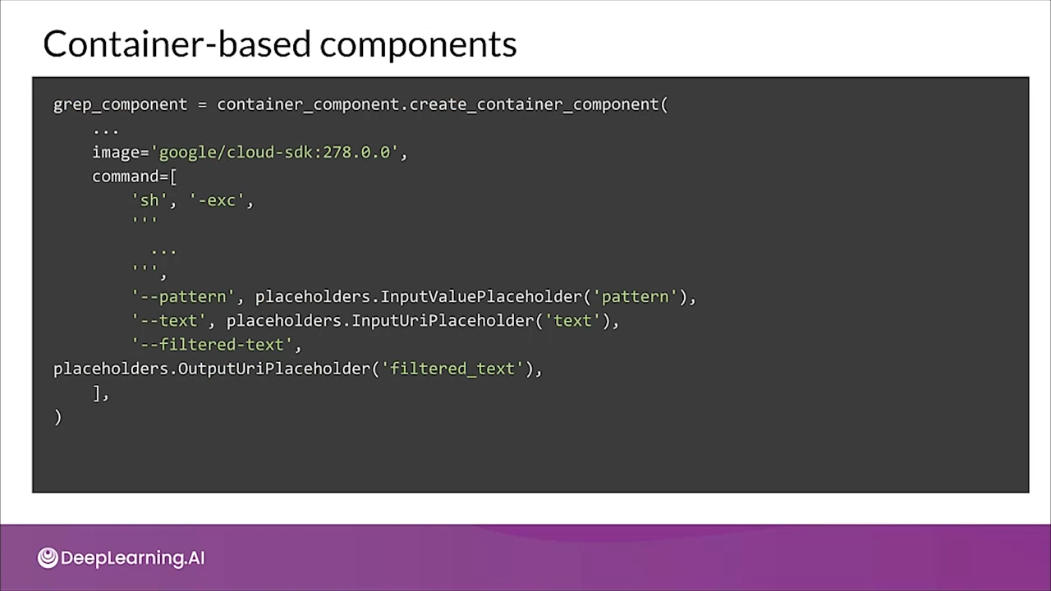 Container-based components
grep_component = container_component.create_container_component(
...
image='google/cloud-sdk:278.0.0',
command=[
'sh', '-exc',
'''
...
''',
'--pattern', placeholders.InputValuePlaceholder('pattern'),
'--text', placeholders.InputUriPlaceholder('text'),
'--filtered-text',
placeholders.OutputUriPlaceholder('filtered_text'),
],
)
DeepLearning.AI